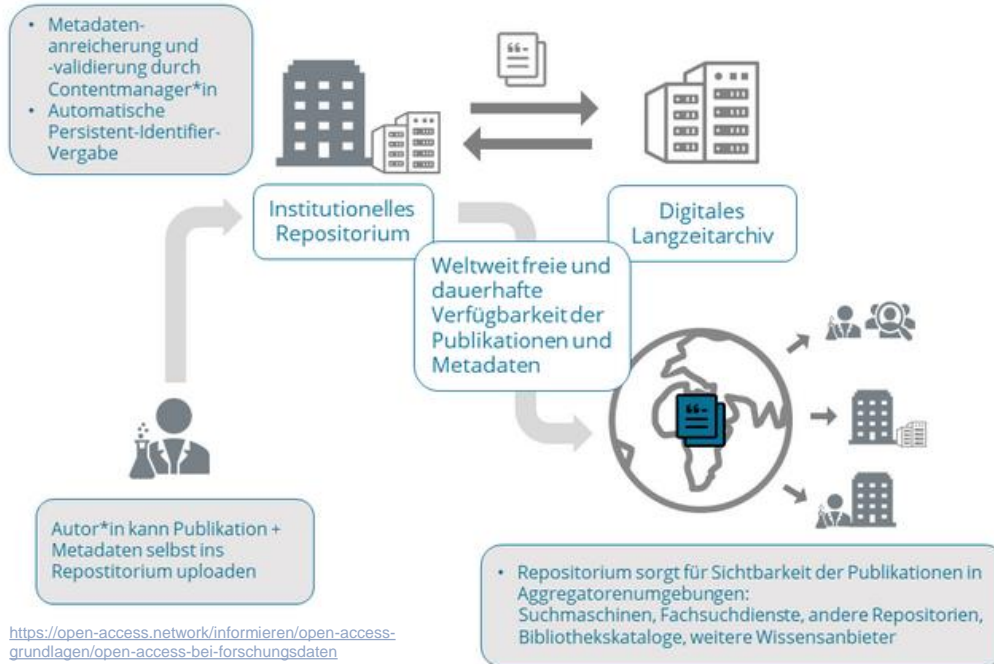 • Metadaten-
anreicherung und
-validierung durch
Contentmanager*in
• Automatische
Persistent-Identifier-
Vergabe
Institutionelles
Repositorium
Digitales
Langzeitarchiv
Weltweit freie und
dauerhafte
Verfügbarkeit der
Publikationen und
Metadaten
Autor*in kann Publikation +
Metadaten selbst ins
Repostitorium uploaden
• Repositorium sorgt für Sichtbarkeit der Publikationen in
Aggregatorenumgebungen:
Suchmaschinen, Fachsuchdienste, andere Repositorien,
Bibliothekskataloge, weitere Wissensanbieter
https://open-access.network/informieren/open-access-
grundlagen/open-access-bei-forschungsdaten